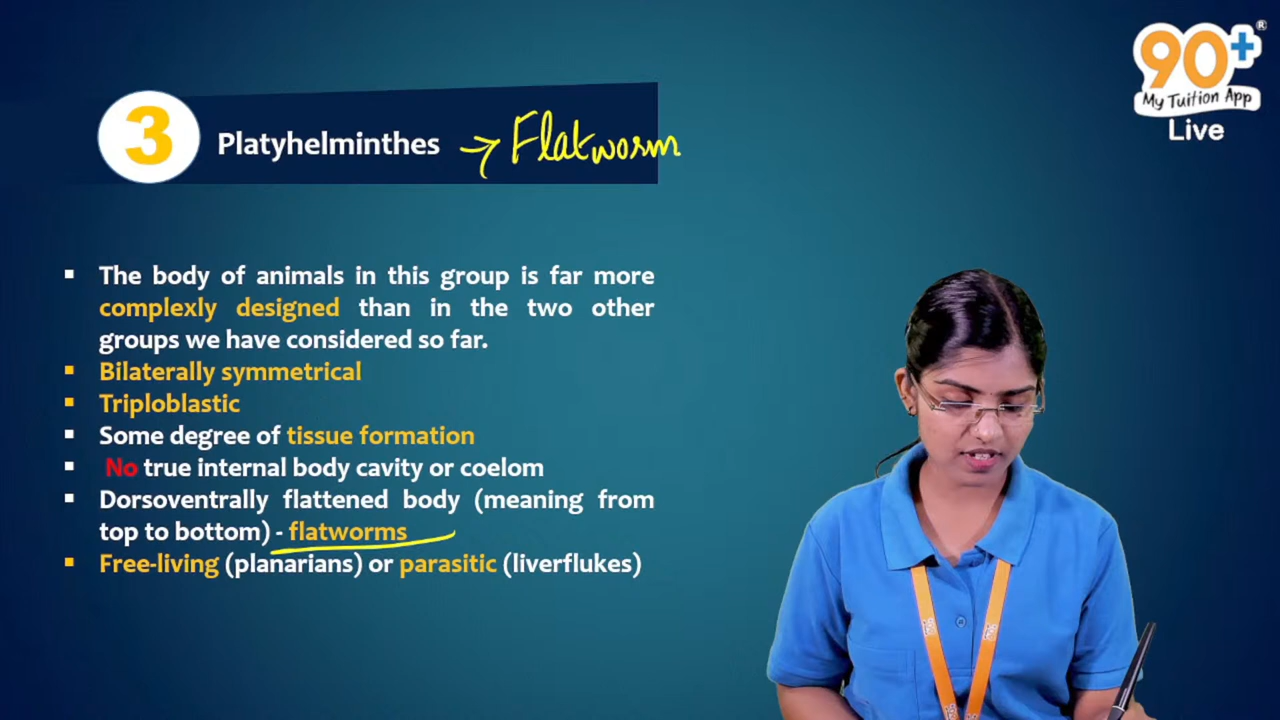 90+®
My Tuition App
Live
3 Platyhelminthes → Flatworm
▪ The body of animals in this group is far more
complexly designed than in the two other
groups we have considered so far.
▪ Bilaterally symmetrical
▪ Triploblastic
▪ Some degree of tissue formation
▪ No true internal body cavity or coelom
▪ Dorsoventrally flattened body (meaning from
top to bottom) - flatworms
▪ Free-living (planarians) or parasitic (liverflukes)